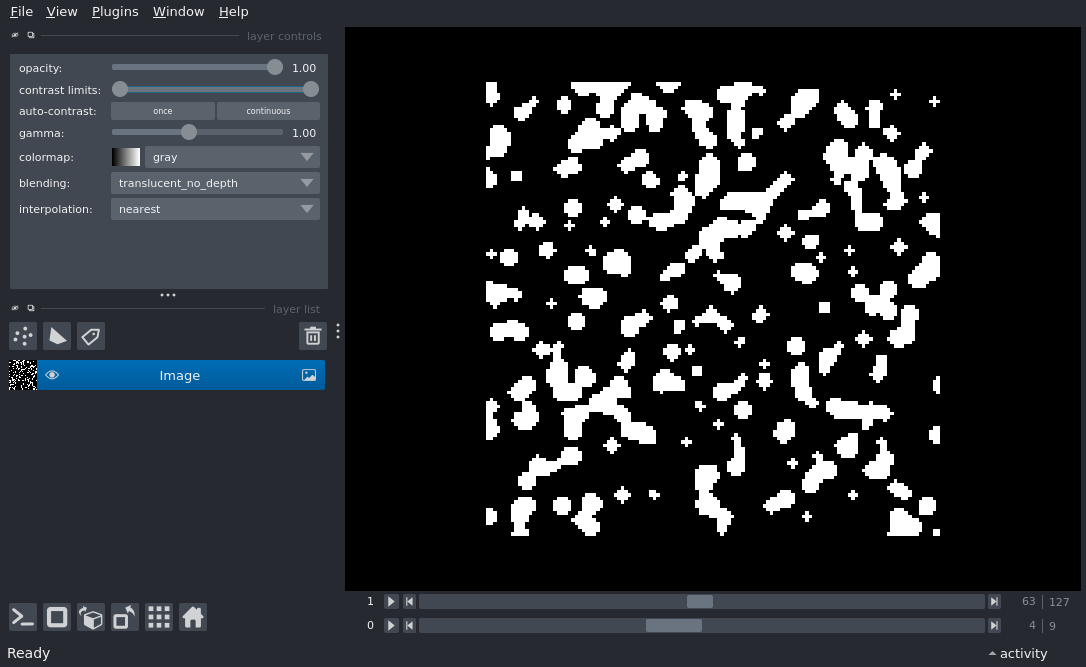 File View Plugins Window Help
layer controls
opacity: 1.00
contrast limits:
auto-contrast: once continuous
gamma: 1.00
colormap: gray
blending: translucent_no_depth
interpolation: nearest
layer list
Image
1 63 127
0 4 9
Ready activity